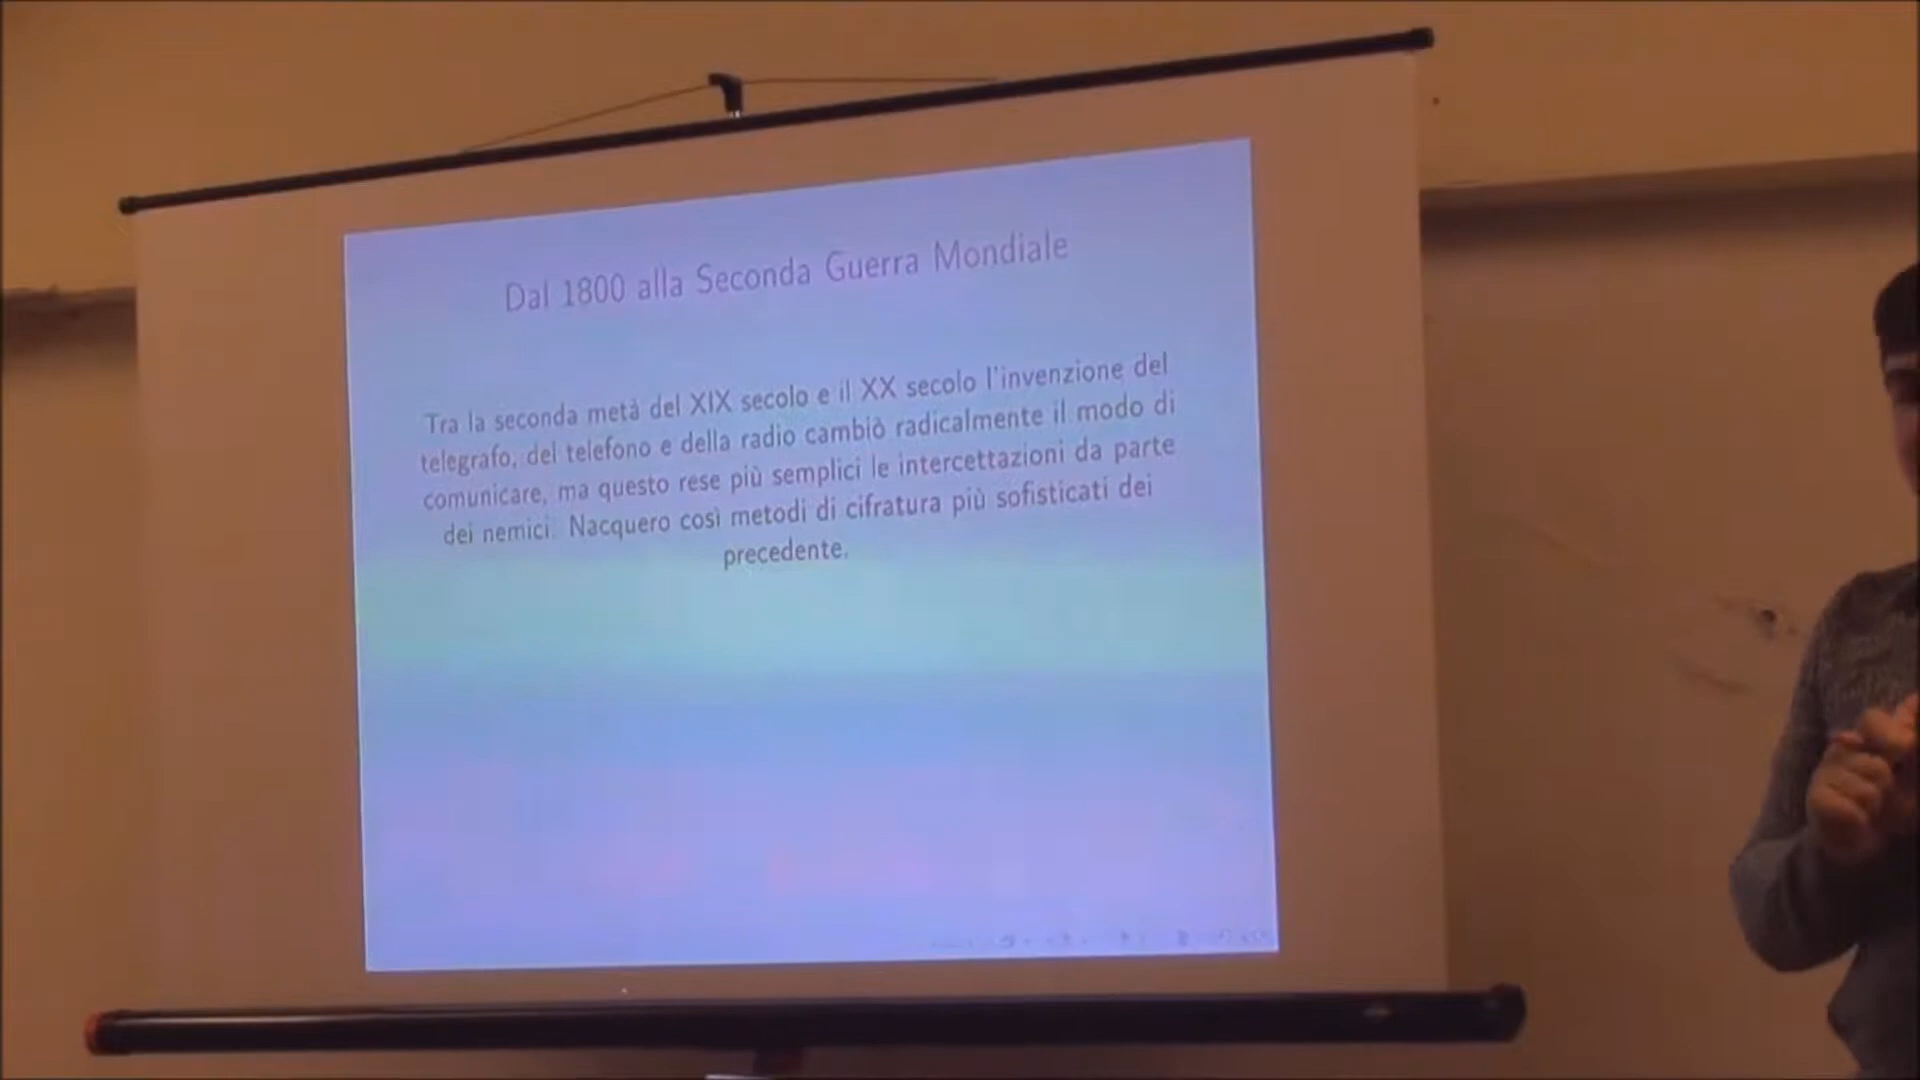 Dal 1800 alla Seconda Guerra Mondiale
Tra la seconda metà del XIX secolo e il XX secolo l'invenzione del
telegrafo, del telefono e della radio cambiò radicalmente il modo di
comunicare, ma questo rese più semplici le intercettazioni da parte
dei nemici. Nacquero così metodi di cifratura più sofisticati dei
precedente.